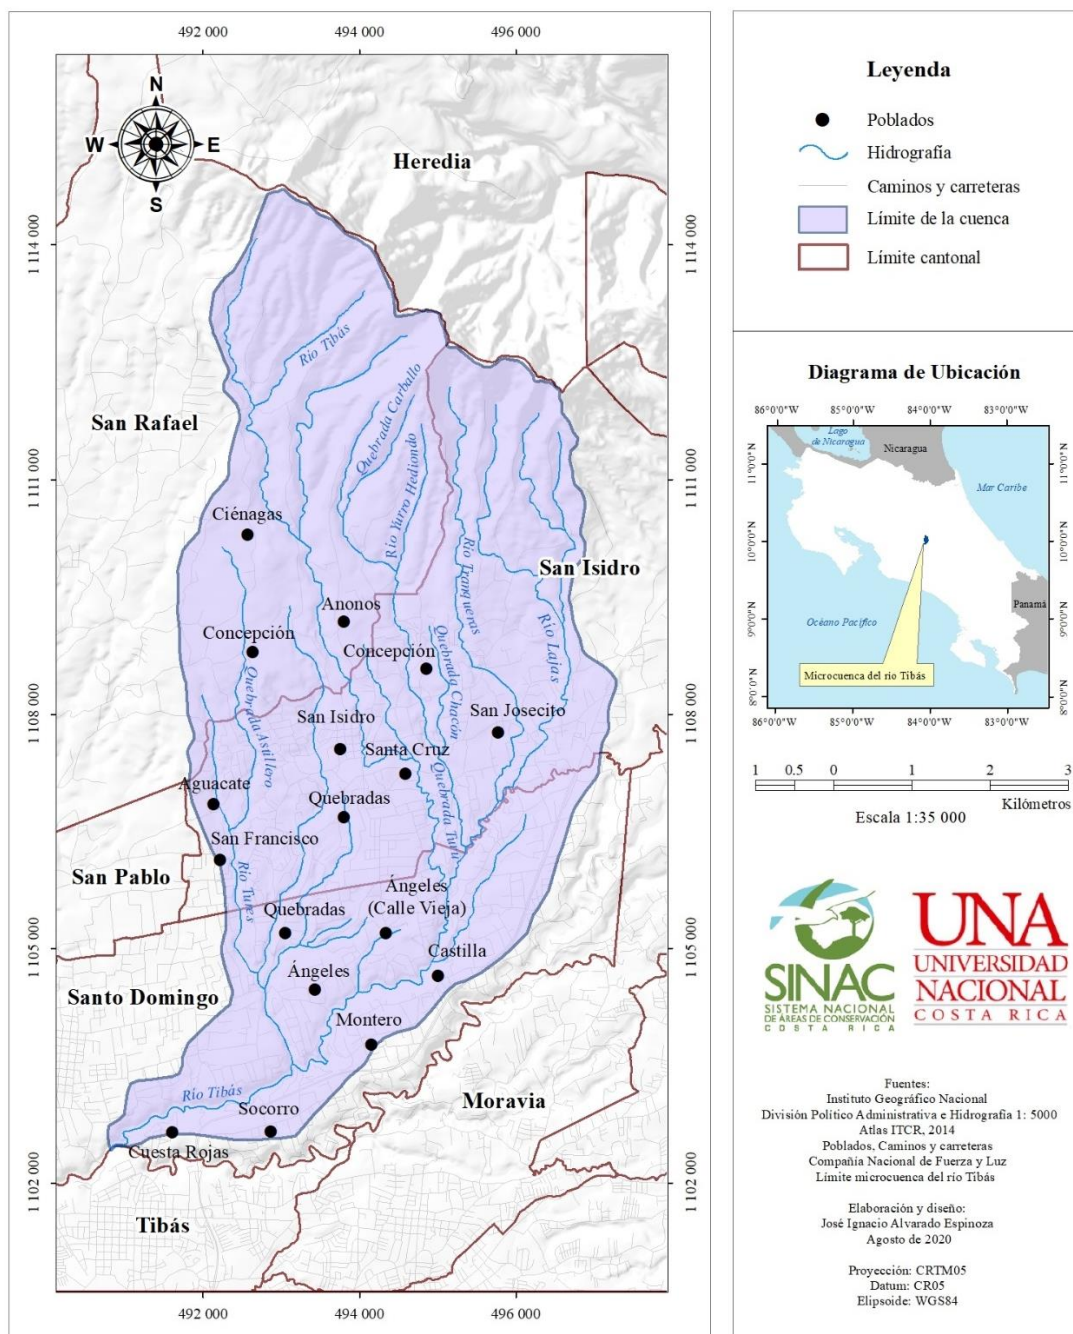 492 000
494 000
496 000
N
W
E
S
Heredia
1 114 000
1 114 000
Río Tibás
Quebrada Carballo
San Rafael
Río Yurro Hediondo
1 111 000
1 111 000
Ciénagas
Río Tranqueras
San Isidro
Anonos
Concepción
Concepción
Quebrada Chacón
Río Lajas
Quebrada Astillero
San Isidro
San Josecito
1 108 000
1 108 000
Santa Cruz
Aguacate
Quebradas
Quebrada Turú
San Francisco
San Pablo
Río Tures
Ángeles
(Calle Vieja)
Quebradas
Castilla
1 105 000
1 105 000
Ángeles
Santo Domingo
Montero
Río Tibás
Socorro
Moravia
Cuesta Rojas
1 102 000
1 102 000
Tibás
492 000
494 000
496 000
Leyenda
Poblados
Hidrografía
Caminos y carreteras
Límite de la cuenca
Límite cantonal
Diagrama de Ubicación
86°0'0"W
85°0'0"W
84°0'0"W
83°0'0"W
Lago
de Nicaragua
Nicaragua
11°0'0"N
11°0'0"N
Mar Caribe
10°0'0"N
10°0'0"N
Panamá
Océano Pacífico
9°0'0"N
9°0'0"N
Microcuenca del río Tibás
8°0'0"N
8°0'0"N
86°0'0"W
85°0'0"W
84°0'0"W
83°0'0"W
1 0.5 0 1 2 3
Kilómetros
Escala 1:35 000
SINAC
SISTEMA NACIONAL
DE ÁREAS DE CONSERVACIÓN
COSTA RICA
UNA
UNIVERSIDAD
NACIONAL
COSTA RICA
Fuentes:
Instituto Geográfico Nacional
División Político Administrativa e Hidrografía 1: 5000
Atlas ITCR, 2014
Poblados, Caminos y carreteras
Compañía Nacional de Fuerza y Luz
Límite microcuenca del río Tibás
Elaboración y diseño:
José Ignacio Alvarado Espinoza
Agosto de 2020
Proyección: CRTM05
Datum: CR05
Elipsoide: WGS84